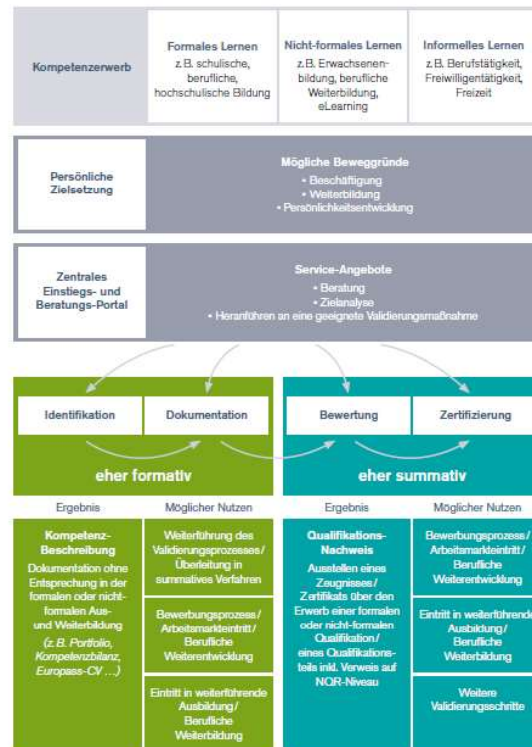 Kompetenzerwerb
Formales Lernen
z.B. schulische,
berufliche,
hochschulische Bildung
Nicht-formales Lernen
z.B. Erwachsenen-
bildung, berufliche
Weiterbildung,
eLearning
Informelles Lernen
z.B. Berufstätigkeit,
Freiwilligentätigkeit,
Freizeit
Persönliche
Zielsetzung
Mögliche Beweggründe
• Beschäftigung
• Weiterbildung
• Persönlichkeitsentwicklung
Zentrales
Einstiegs- und
Beratungs-Portal
Service-Angebote
• Beratung
• Zielanalyse
• Heranführen an eine geeignete Validierungsmaßnahme
Identifikation
Dokumentation
Bewertung
Zertifizierung
eher formativ
eher summativ
Ergebnis
Möglicher Nutzen
Ergebnis
Möglicher Nutzen
Kompetenz-
Beschreibung
Dokumentation ohne
Entsprechung in der
formalen oder nicht-
formalen Aus-
und Weiterbildung
(z.B. Portfolio,
Kompetenzbilanz,
Europass-CV ...)
Weiterführung des
Validierungsprozesses/
Überleitung in
summatives Verfahren
Bewerbungsprozess/
Arbeitsmarkteintritt/
Berufliche
Weiterentwicklung
Eintritt in weiterführende
Ausbildung/
Berufliche
Weiterbildung
Qualifikations-
Nachweis
Ausstellen eines
Zeugnisses/
Zertifikats über den
Erwerb einer formalen
oder nicht-formalen
Qualifikation/
eines Qualifikations-
teils inkl. Verweis auf
NQR-Niveau
Bewerbungsprozess/
Arbeitsmarkteintritt/
Berufliche
Weiterentwicklung
Eintritt in weiterführende
Ausbildung/
Berufliche
Weiterbildung
Weitere
Validierungsschritte